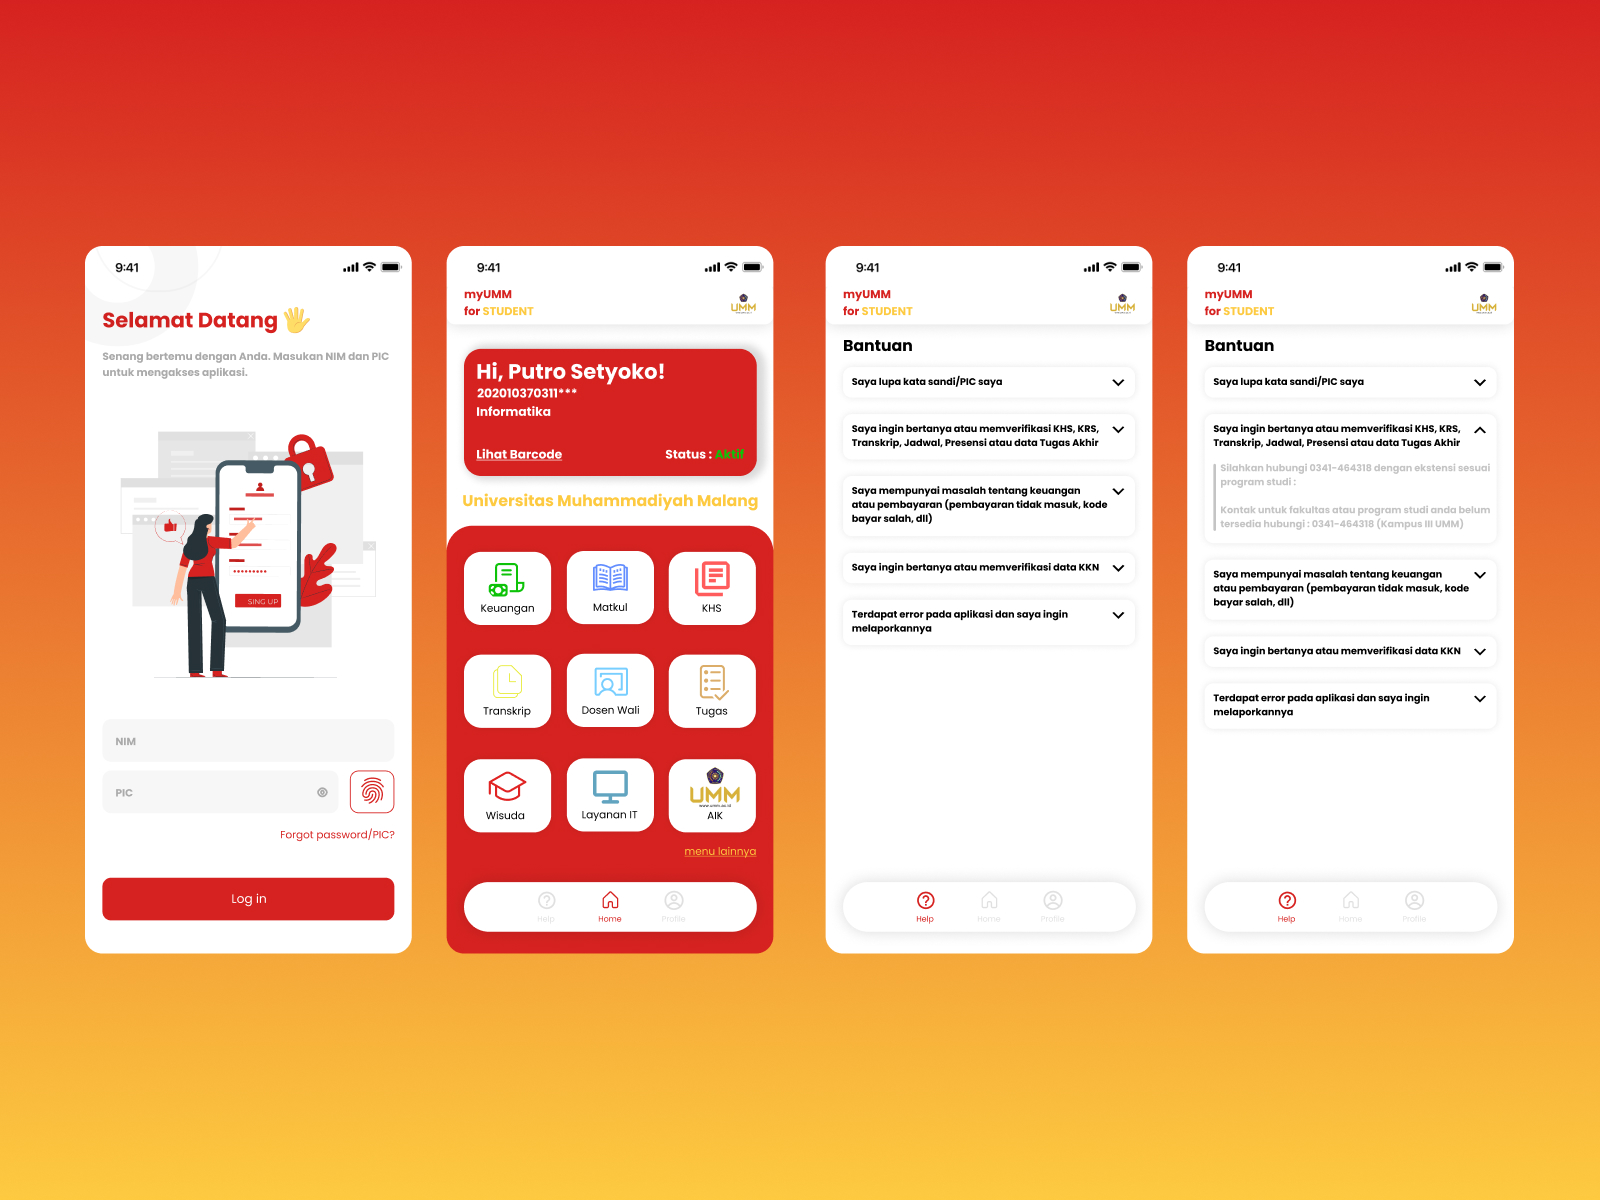 9:41
Selamat Datang
Senang bertemu dengan Anda. Masukan NIM dan PIC
untuk mengakses aplikasi.
SING UP
NIM
PIC
Forgot password/PIC?
Log in
9:41
myUMM
for STUDENT
UMM
Hi, Putro Setyoko!
202010370311***
Informatika
Lihat Barcode
Status : Aktif
Universitas Muhammadiyah Malang
Keuangan
Matkul
KHS
Transkrip
Dosen Wali
Tugas
Wisuda
Layanan IT
UMM
www.umm.ac.id
AIK
menu lainnya
Help
Home
Profile
9:41
myUMM
for STUDENT
UMM
Bantuan
Saya lupa kata sandi/PIC saya
Saya ingin bertanya atau memverifikasi KHS, KRS,
Transkrip, Jadwal, Presensi atau data Tugas Akhir
Saya mempunyai masalah tentang keuangan
atau pembayaran (pembayaran tidak masuk, kode
bayar salah, dll)
Saya ingin bertanya atau memverifikasi data KKN
Terdapat error pada aplikasi dan saya ingin
melaporkannya
Help
Home
Profile
9:41
myUMM
for STUDENT
UMM
Bantuan
Saya lupa kata sandi/PIC saya
Saya ingin bertanya atau memverifikasi KHS, KRS,
Transkrip, Jadwal, Presensi atau data Tugas Akhir
Silahkan hubungi 0341-464318 dengan ekstensi sesuai
program studi :
Kontak untuk fakultas atau program studi anda belum
tersedia hubungi : 0341-464318 (Kampus III UMM)
Saya mempunyai masalah tentang keuangan
atau pembayaran (pembayaran tidak masuk, kode
bayar salah, dll)
Saya ingin bertanya atau memverifikasi data KKN
Terdapat error pada aplikasi dan saya ingin
melaporkannya
Help
Home
Profile